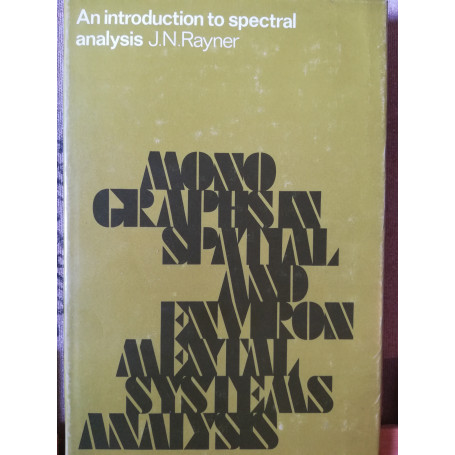 An introduction to spectral
analysis J.N.Rayner
MONO
GRAPHS IN
SPATIAL
AND
ENVIRON
MENTAL
SYSTEMS
ANALYSIS